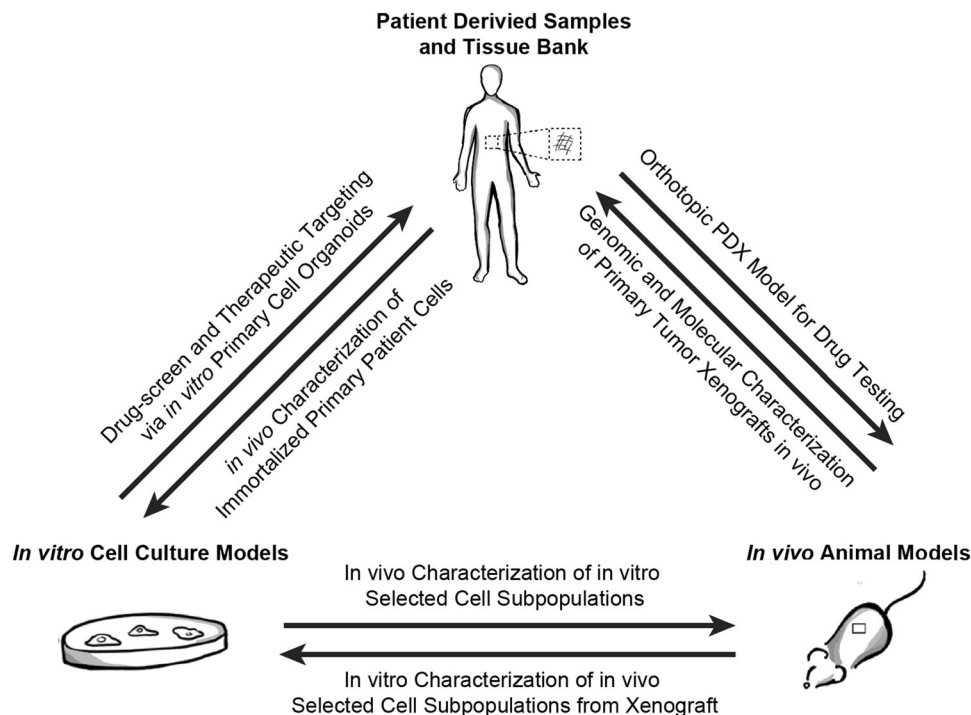 Patient Derivied Samples
and Tissue Bank
Drug-screen and Therapeutic Targeting
via in vitro Primary Cell Organoids
in vivo Characterization of
Immortalized Primary Patient Cells
Orthotopic PDX Model for Drug Testing
Genomic and Molecular Characterization
of Primary Tumor Xenografts in vivo
In vitro Cell Culture Models
In vivo Animal Models
In vivo Characterization of in vitro
Selected Cell Subpopulations
In vitro Characterization of in vivo
Selected Cell Subpopulations from Xenograft